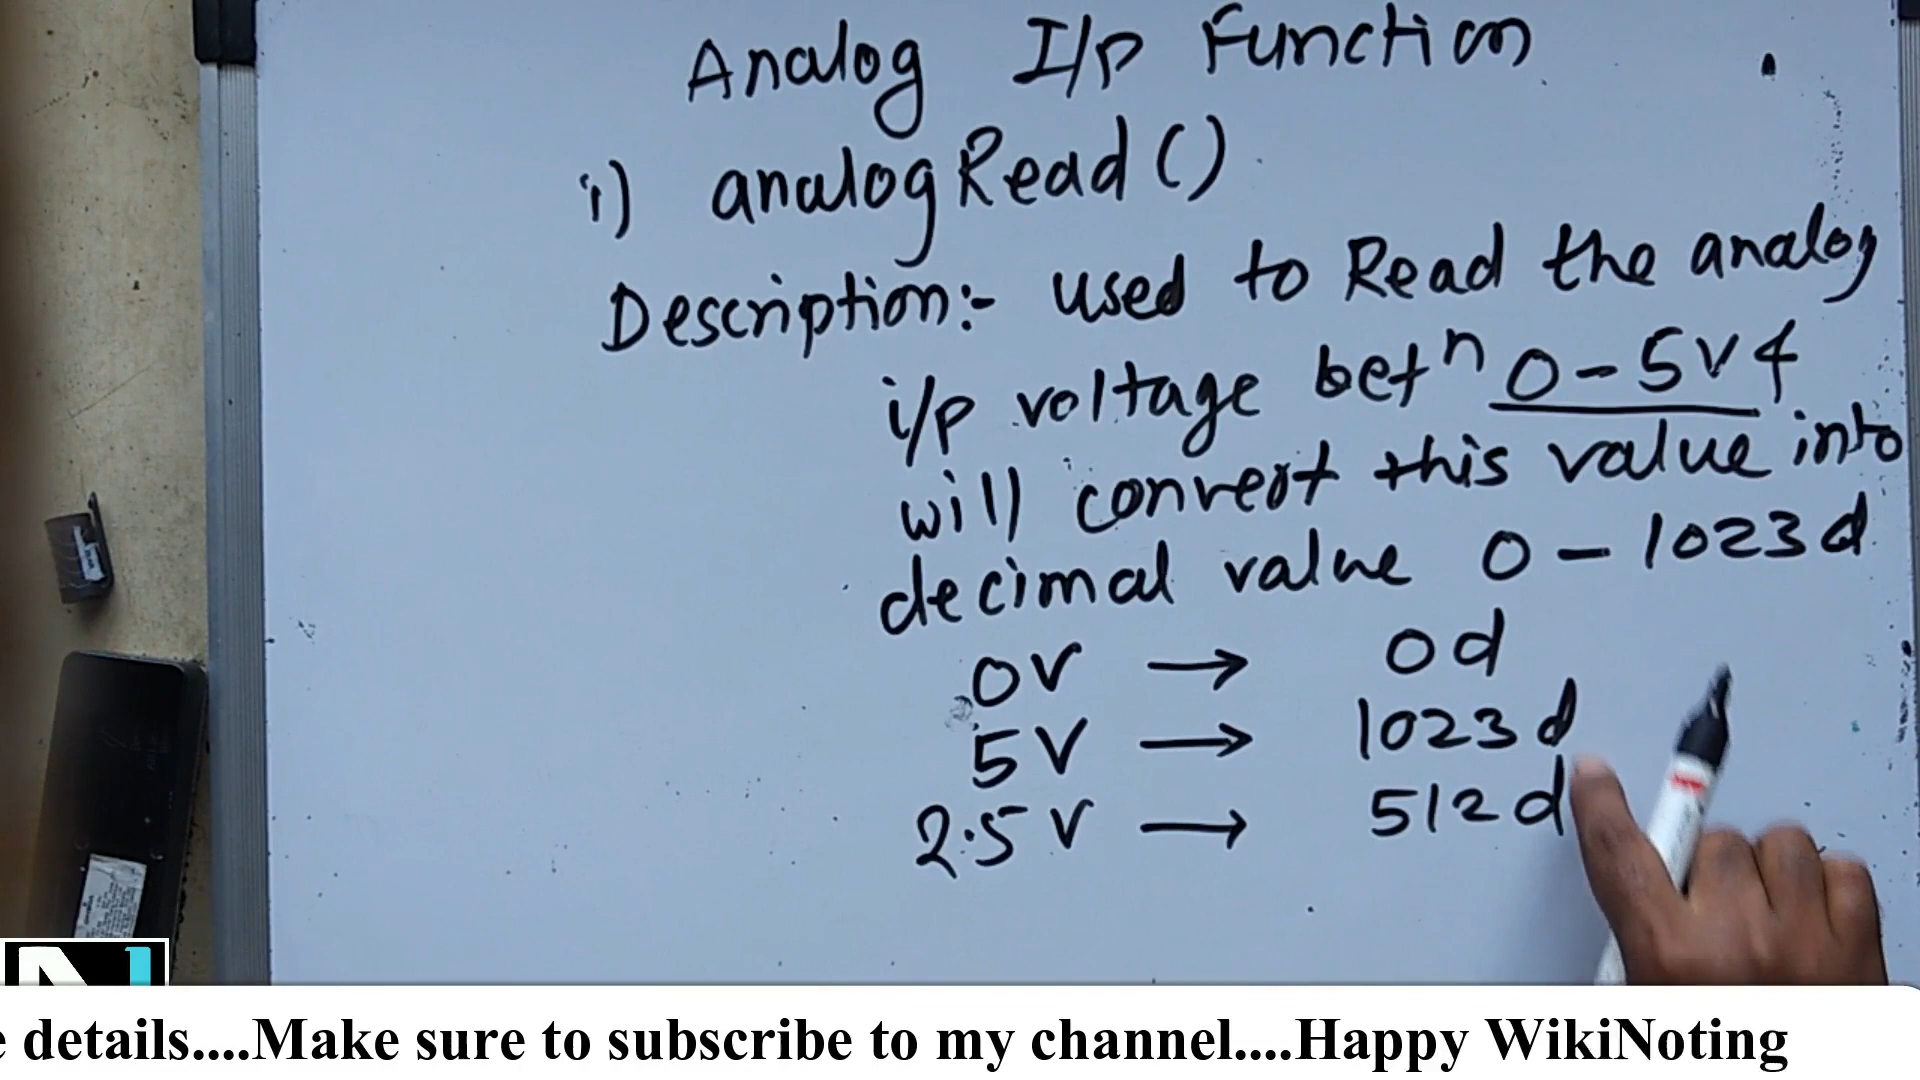 Analog I/p Function
1) analogRead()
Description:- used to Read the analog
i/p voltage betn 0-5V &
will convert this value into
decimal value 0-1023d
0V → 0d
5V → 1023d
2.5V → 512d
details....Make sure to subscribe to my channel....Happy WikiNoting